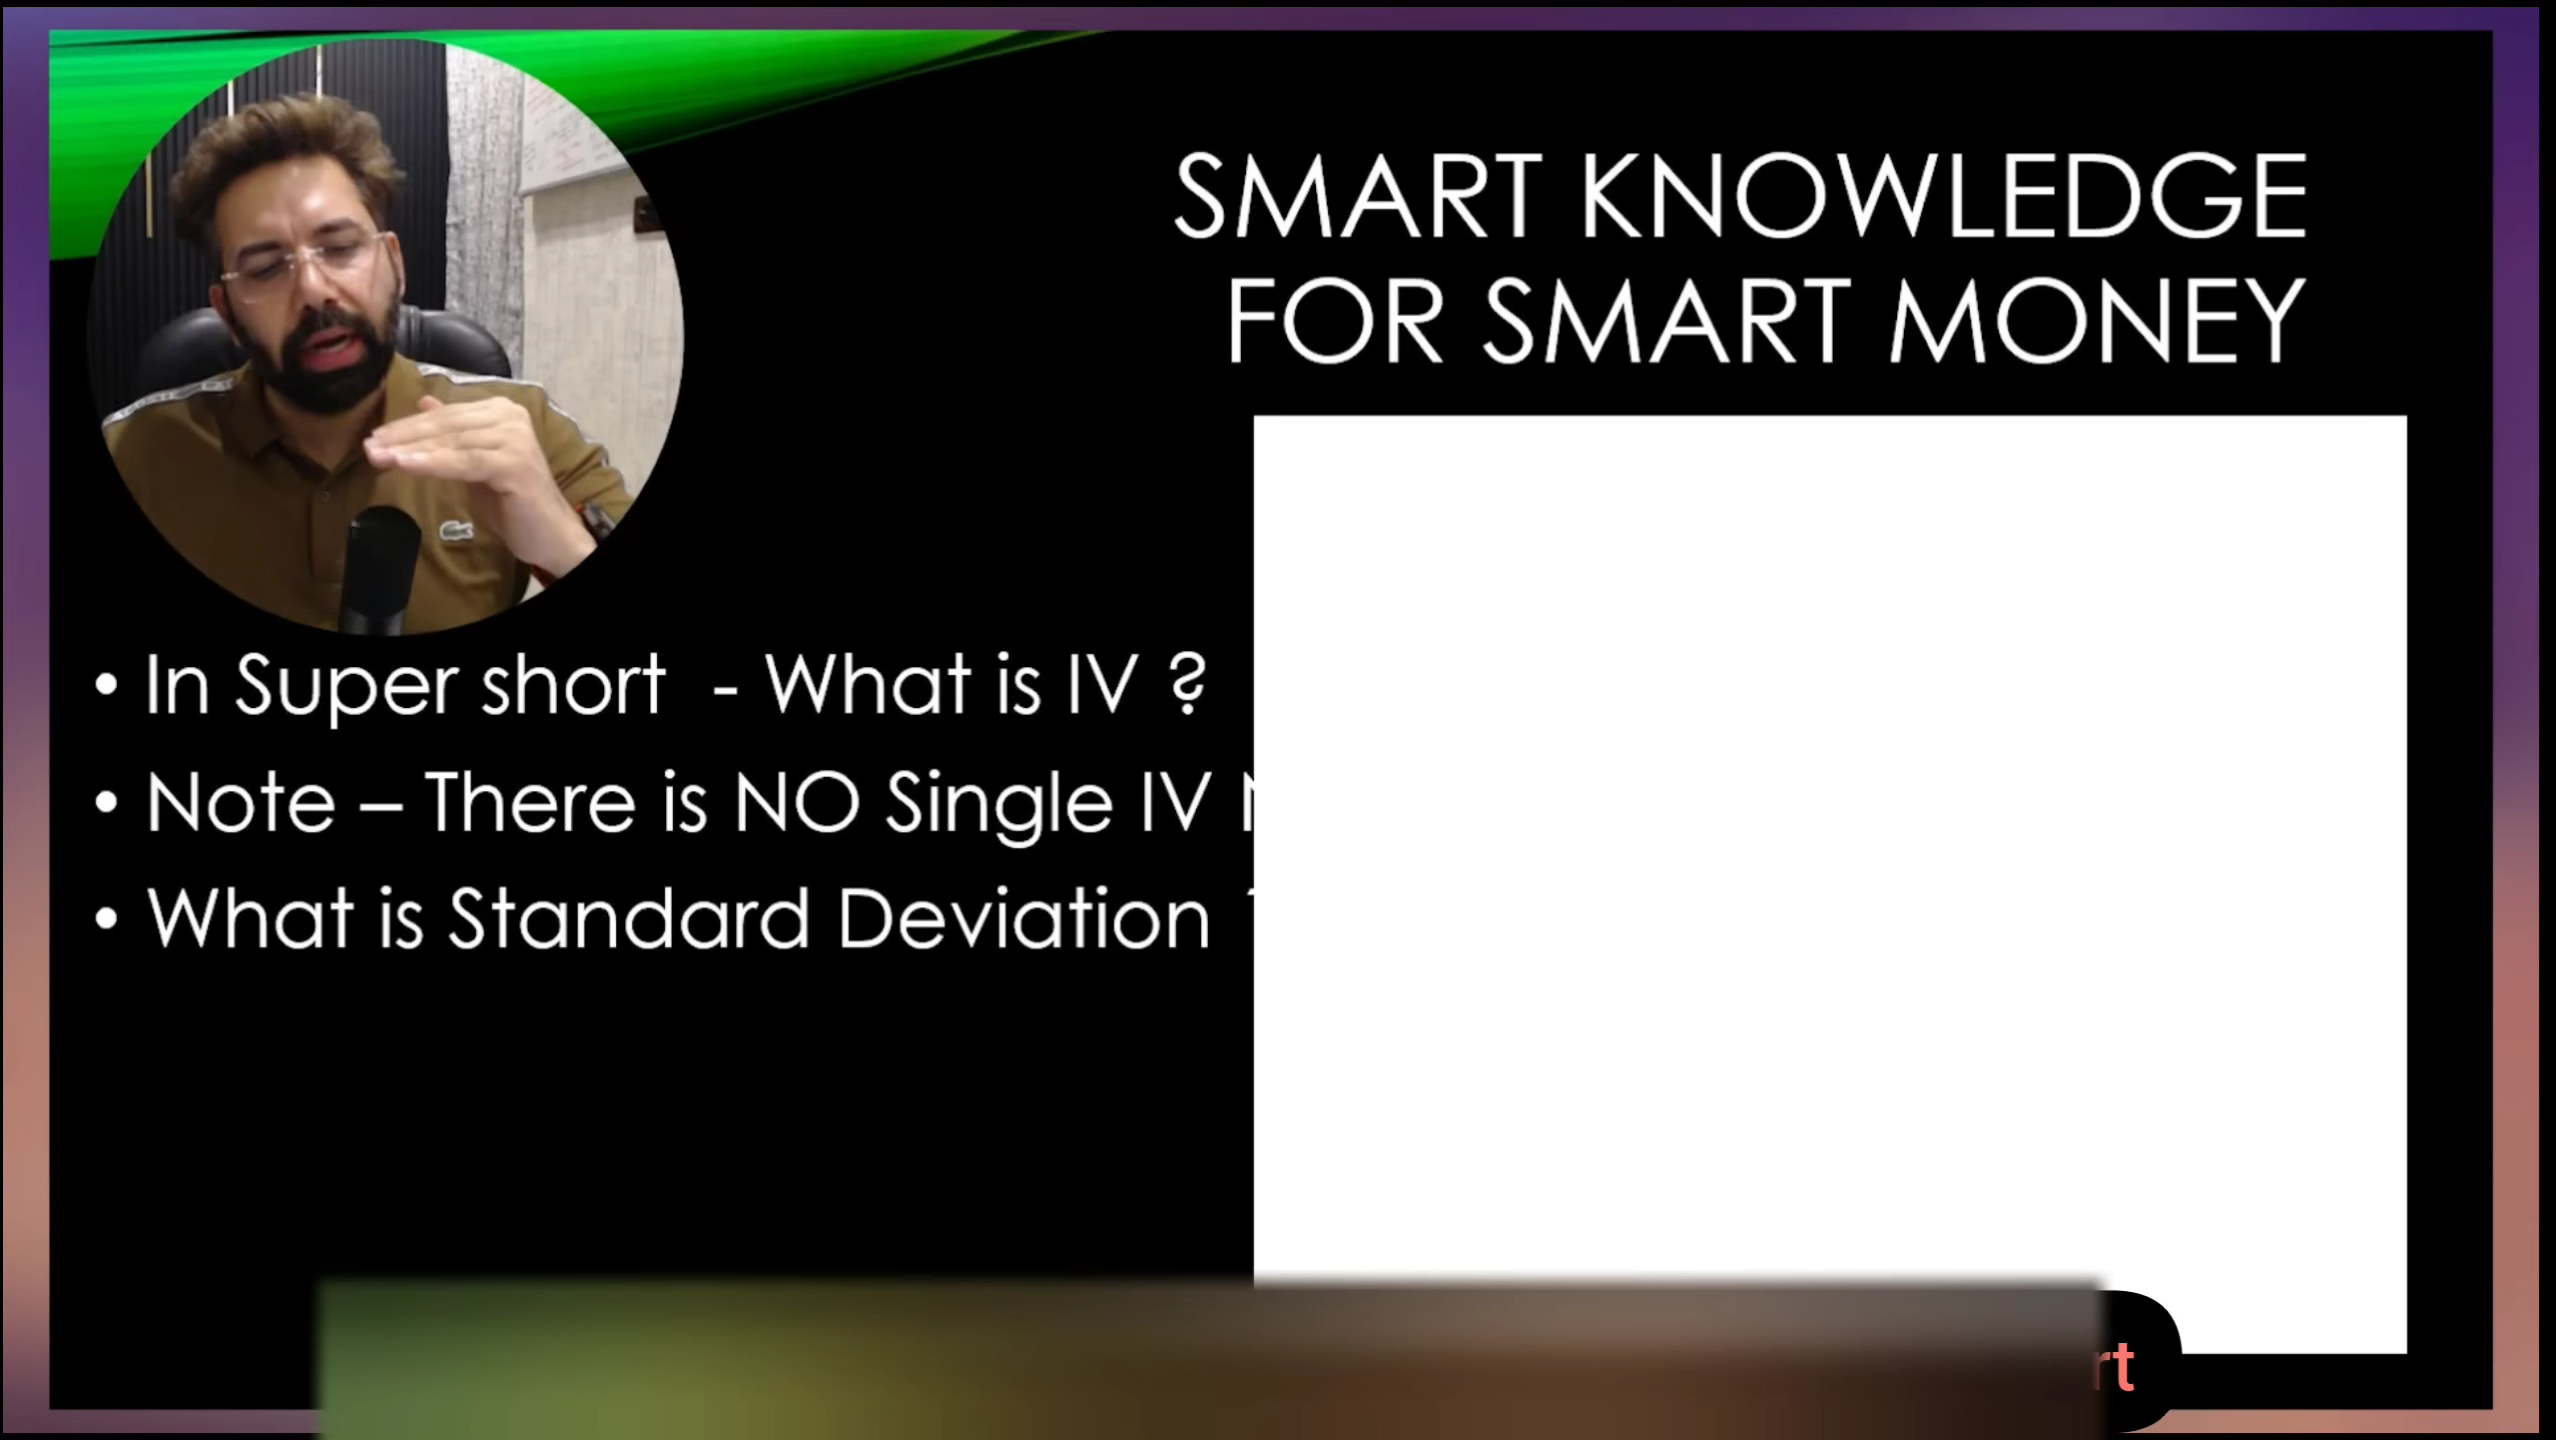 SMART KNOWLEDGE
FOR SMART MONEY
• In Super short - What is IV ?
• Note – There is NO Single IV
• What is Standard Deviation